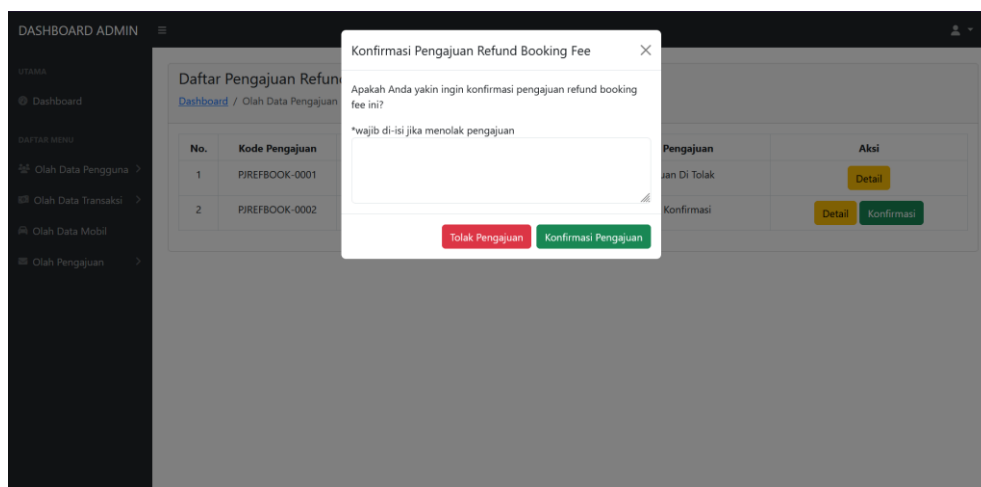 DASHBOARD ADMIN
UTAMA
Dashboard
DAFTAR MENU
Olah Data Pengguna
Olah Data Transaksi
Olah Data Mobil
Olah Pengajuan
Daftar Pengajuan
Dashboard / Olah Data Pengajuan
No. Kode Pengajuan Pengajuan Aksi
1 PJREFBOOK-0001 Di Tolak Detail
2 PJREFBOOK-0002 Konfirmasi Detail Konfirmasi
Konfirmasi Pengajuan Refund Booking Fee
Apakah Anda yakin ingin konfirmasi pengajuan refund booking
fee ini?
*wajib di-isi jika menolak pengajuan
Tolak Pengajuan Konfirmasi Pengajuan